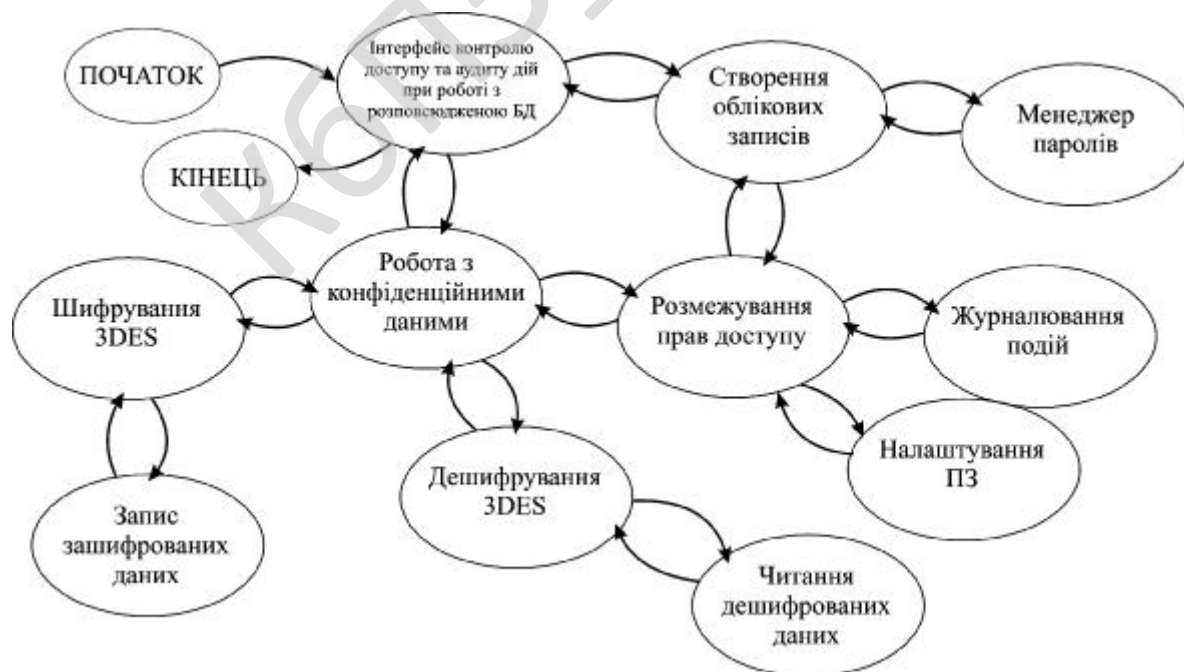 ПОЧАТОК
Інтерфейс контролю
доступу та аудиту дій
при роботі з
розповсюдженою БД
Створення
облікових
записів
Менеджер
паролів
КІНЕЦЬ
Робота з
конфіденційними
даними
Шифрування
3DES
Розмежування
прав доступу
Журналювання
подій
Налаштування
ПЗ
Дешифрування
3DES
Запис
зашифрованих
даних
Читання
дешифрованих
даних